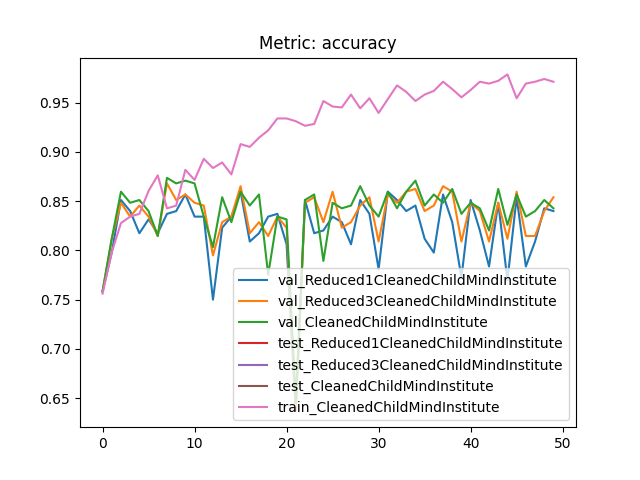 Metric: accuracy
0.95
0.90
0.85
0.80
0.75
0.70
0.65
val_Reduced1CleanedChildMindInstitute
val_Reduced3CleanedChildMindInstitute
val_CleanedChildMindInstitute
test_Reduced1CleanedChildMindInstitute
test_Reduced3CleanedChildMindInstitute
test_CleanedChildMindInstitute
train_CleanedChildMindInstitute
0 10 20 30 40 50